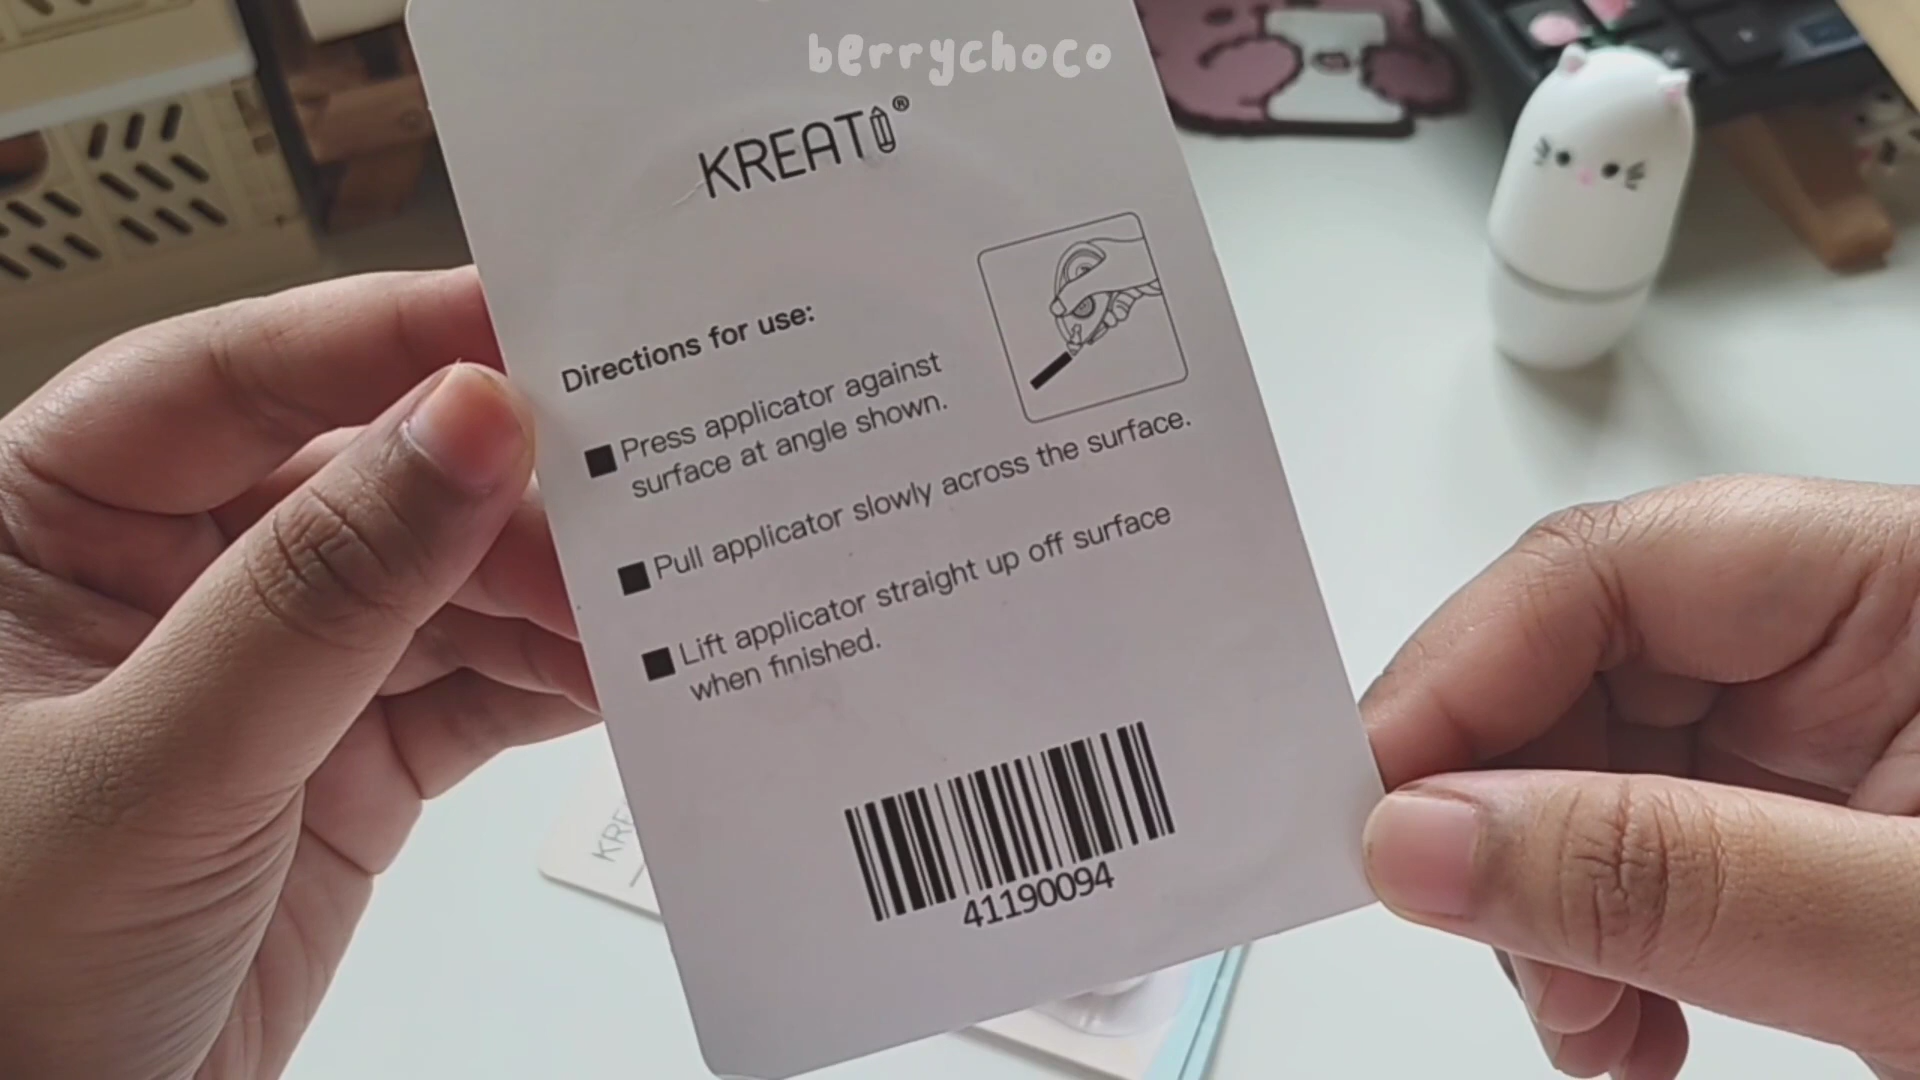 berrychoco
KREATI®
Directions for use:
■ Press applicator against
surface at angle shown.
■ Pull applicator slowly across the surface.
■ Lift applicator straight up off surface
when finished.
41190094
KRE